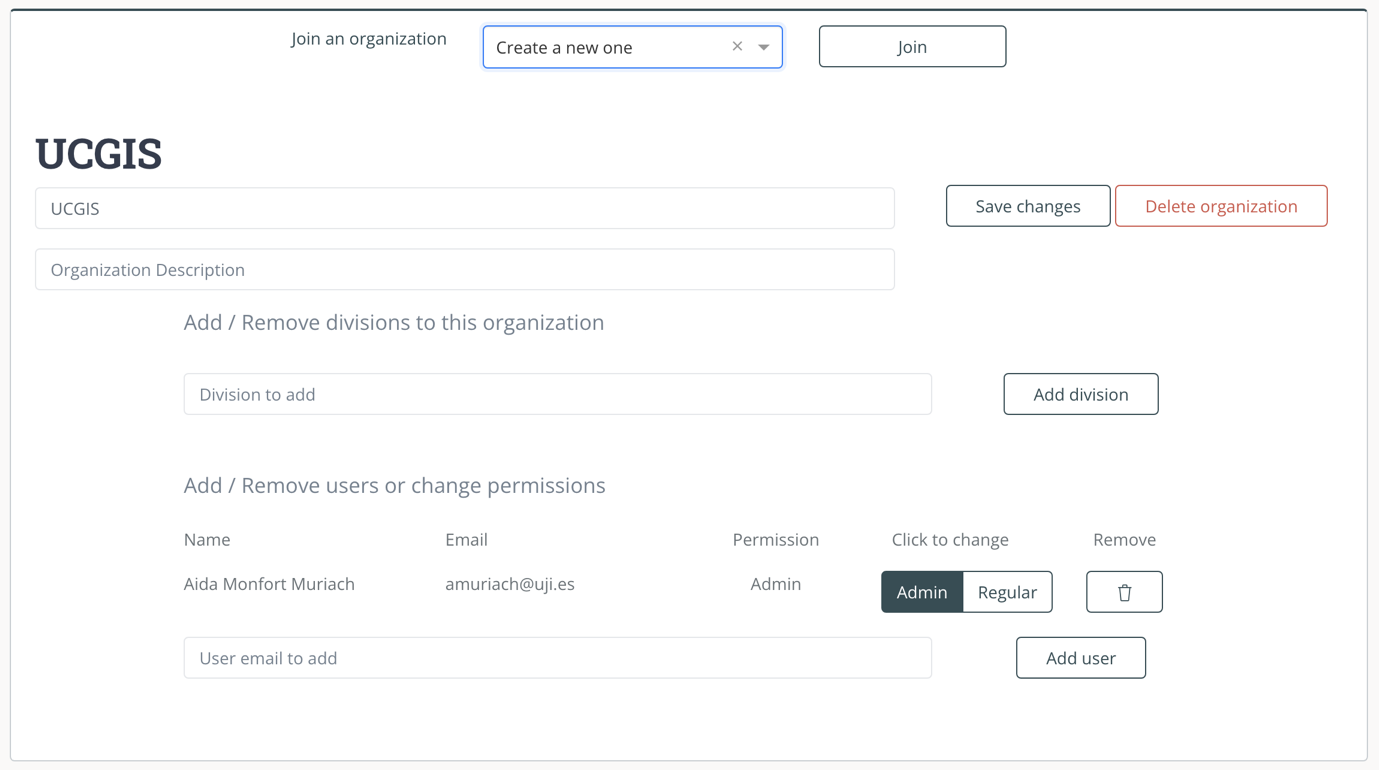 Join an organization Create a new one × Join
UCGIS
UCGIS Save changes Delete organization
Organization Description
Add / Remove divisions to this organization
Division to add Add division
Add / Remove users or change permissions
Name Email Permission Click to change Remove
Aida Monfort Muriach amuriach@uji.es Admin Admin Regular
User email to add Add user